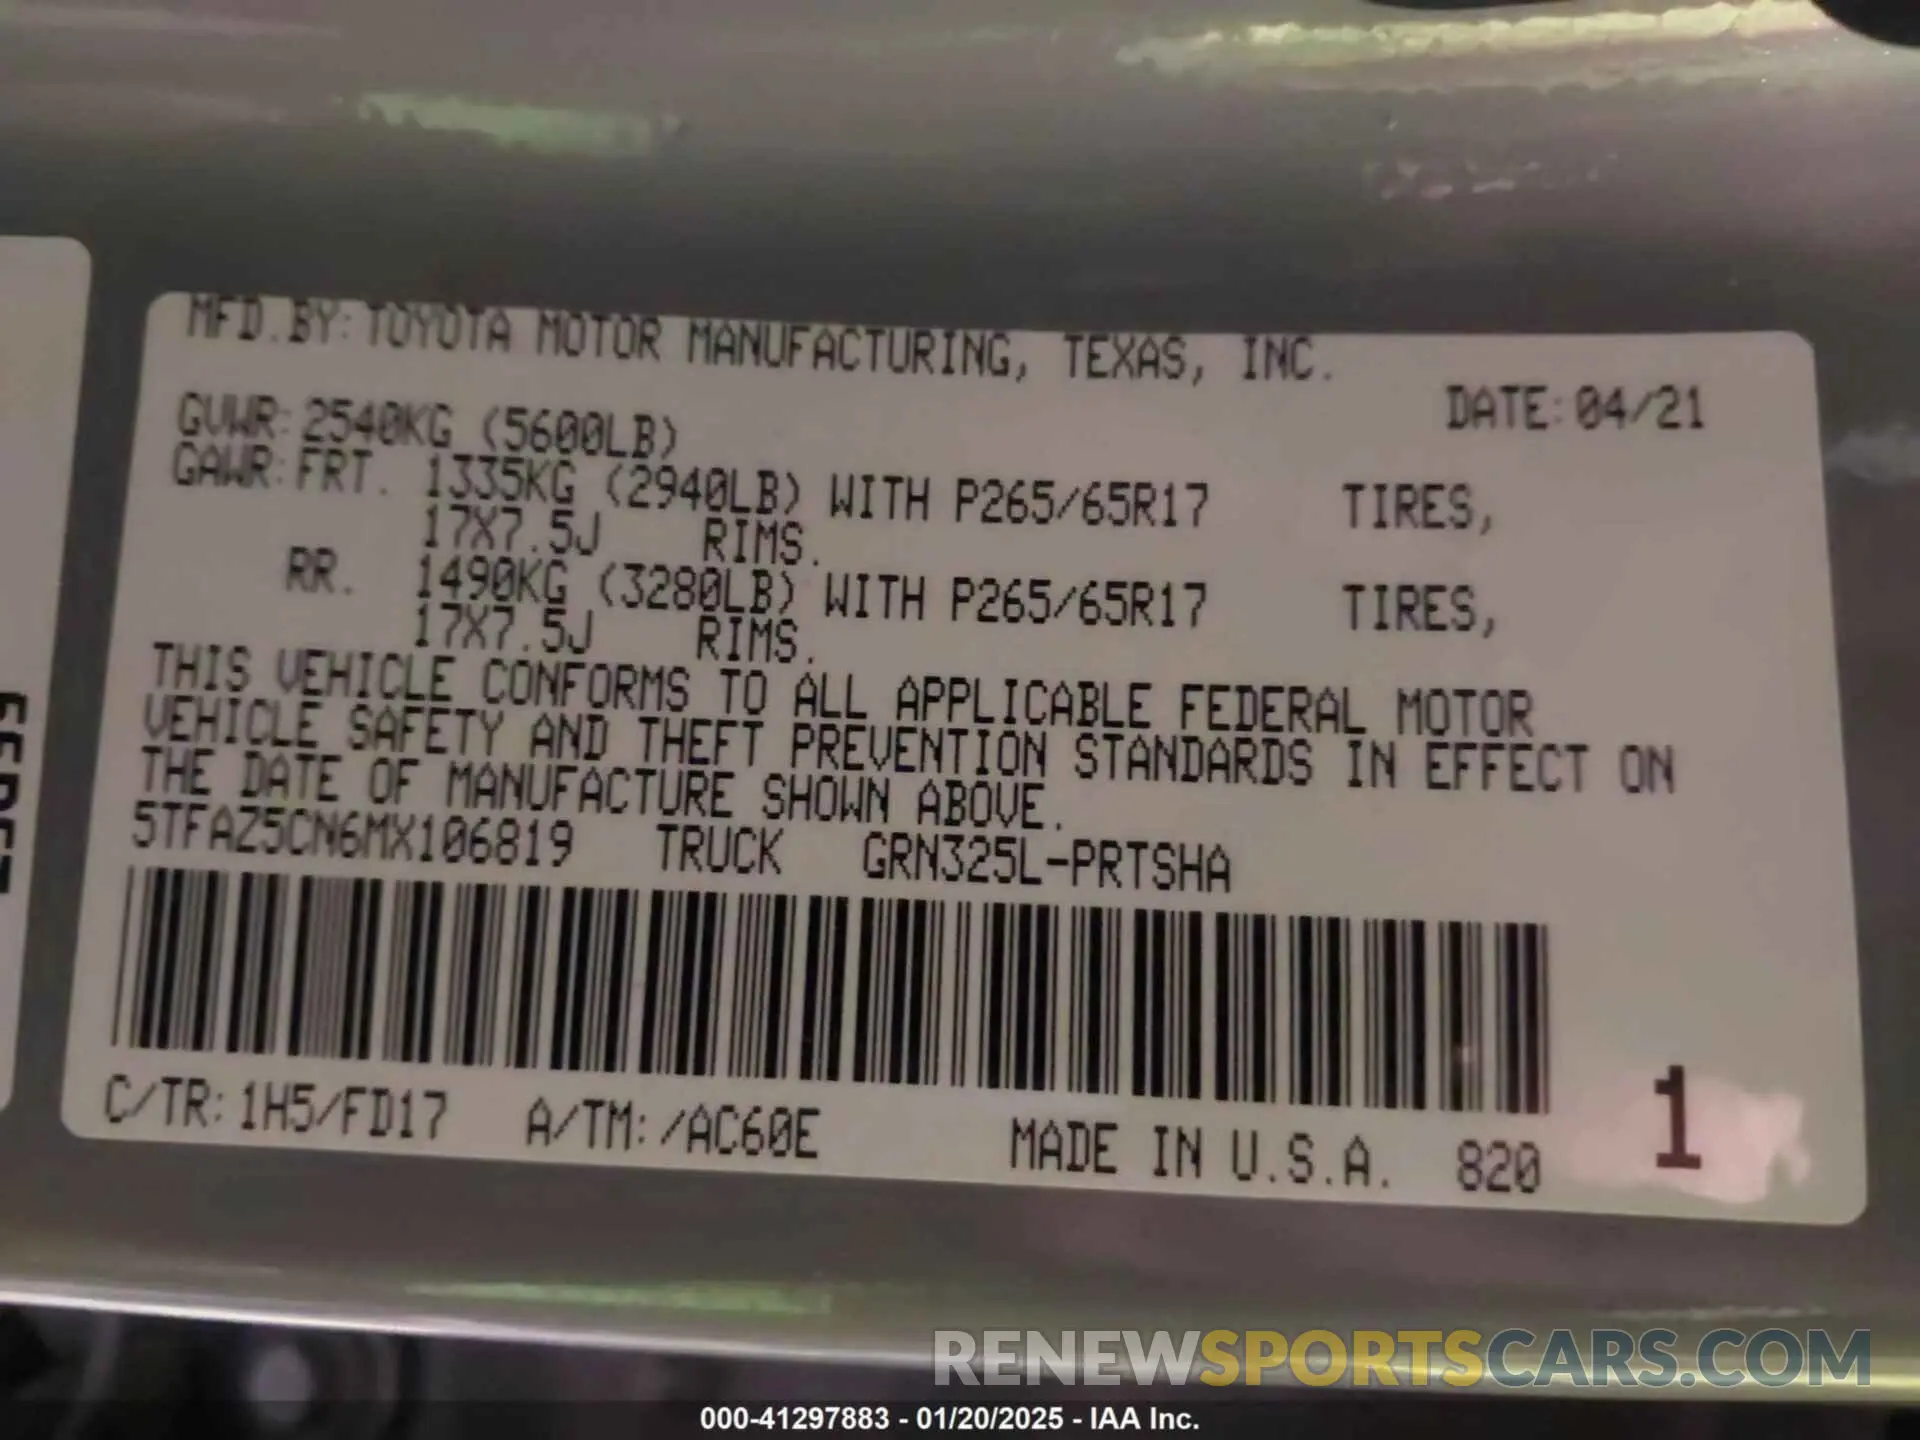 MFD.BY:TOYOTA MOTOR MANUFACTURING, TEXAS, INC.
DATE:04/21
GVWR:2540KG (5600LB)
GAWR:FRT. 1335KG (2940LB) WITH P265/65R17 TIRES,
17X7.5J RIMS.
RR. 1490KG (3280LB) WITH P265/65R17 TIRES,
17X7.5J RIMS.
THIS VEHICLE CONFORMS TO ALL APPLICABLE FEDERAL MOTOR
VEHICLE SAFETY AND THEFT PREVENTION STANDARDS IN EFFECT ON
THE DATE OF MANUFACTURE SHOWN ABOVE.
5TFAZ5CN6MX106819 TRUCK GRN325L-PRTSHA
C/TR:1H5/FD17 A/TM:/AC60E MADE IN U.S.A. 820 1
RENEWSPORTSCARS.COM
000-41297883 - 01/20/2025 - IAA Inc.